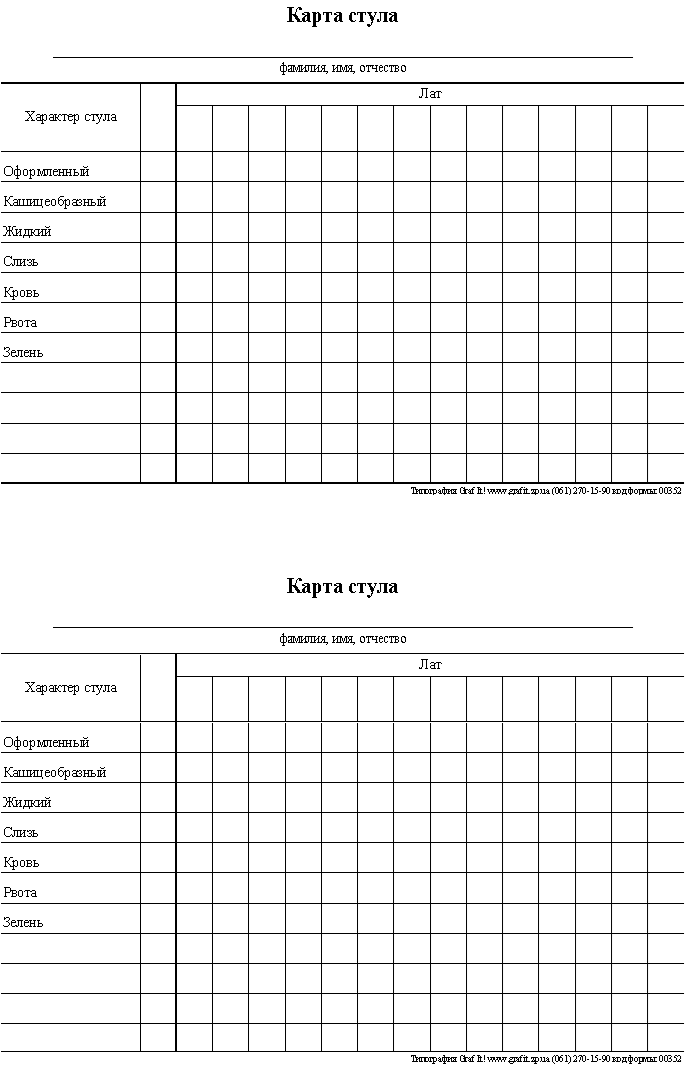 Карта стула
фамилия, имя, отчество
Лат
Характер стула
Оформленный
Кашицеобразный
Жидкий
Слизь
Кровь
Рвота
Зелень
Типография Graf It! www.grafit.zp.ua (061) 270-15-90 код формы: 00352
Карта стула
фамилия, имя, отчество
Лат
Характер стула
Оформленный
Кашицеобразный
Жидкий
Слизь
Кровь
Рвота
Зелень
Типография Graf It! www.grafit.zp.ua (061) 270-15-90 код формы: 00352